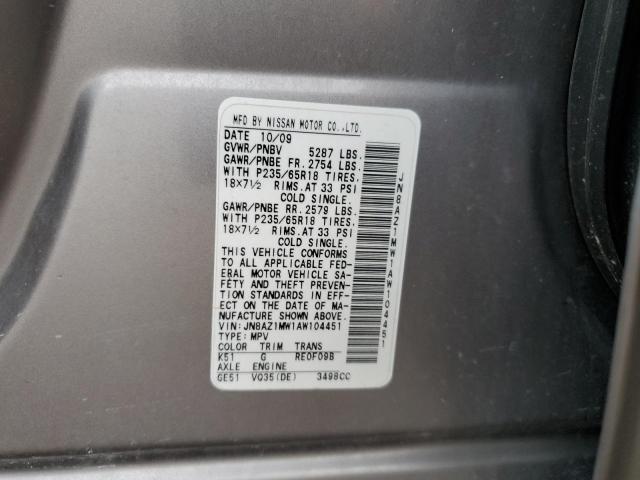 MFD BY NISSAN MOTOR CO.,LTD.
DATE 10/09
GVWR/PNBV 5287 LBS.
GAWR/PNBE FR. 2754 LBS.
WITH P235/65R18 TIRES.
18X7½ RIMS. AT 33 PSI
COLD SINGLE.
GAWR/PNBE RR. 2579 LBS.
WITH P235/65R18 TIRES.
18X7½ RIMS. AT 33 PSI
COLD SINGLE.
THIS VEHICLE CONFORMS
TO ALL APPLICABLE FED-
ERAL MOTOR VEHICLE SA-
FETY AND THEFT PREVEN-
TION STANDARDS IN EFF-
ECT ON THE DATE OF MA-
NUFACTURE SHOWN ABOVE.
VIN: JN8AZ1MW1AW104451
TYPE: MPV
COLOR TRIM TRANS
K51 G RE0F09B
AXLE ENGINE
GE51 VQ35(DE) 3498CC
JN8AZ1MW1AW104451